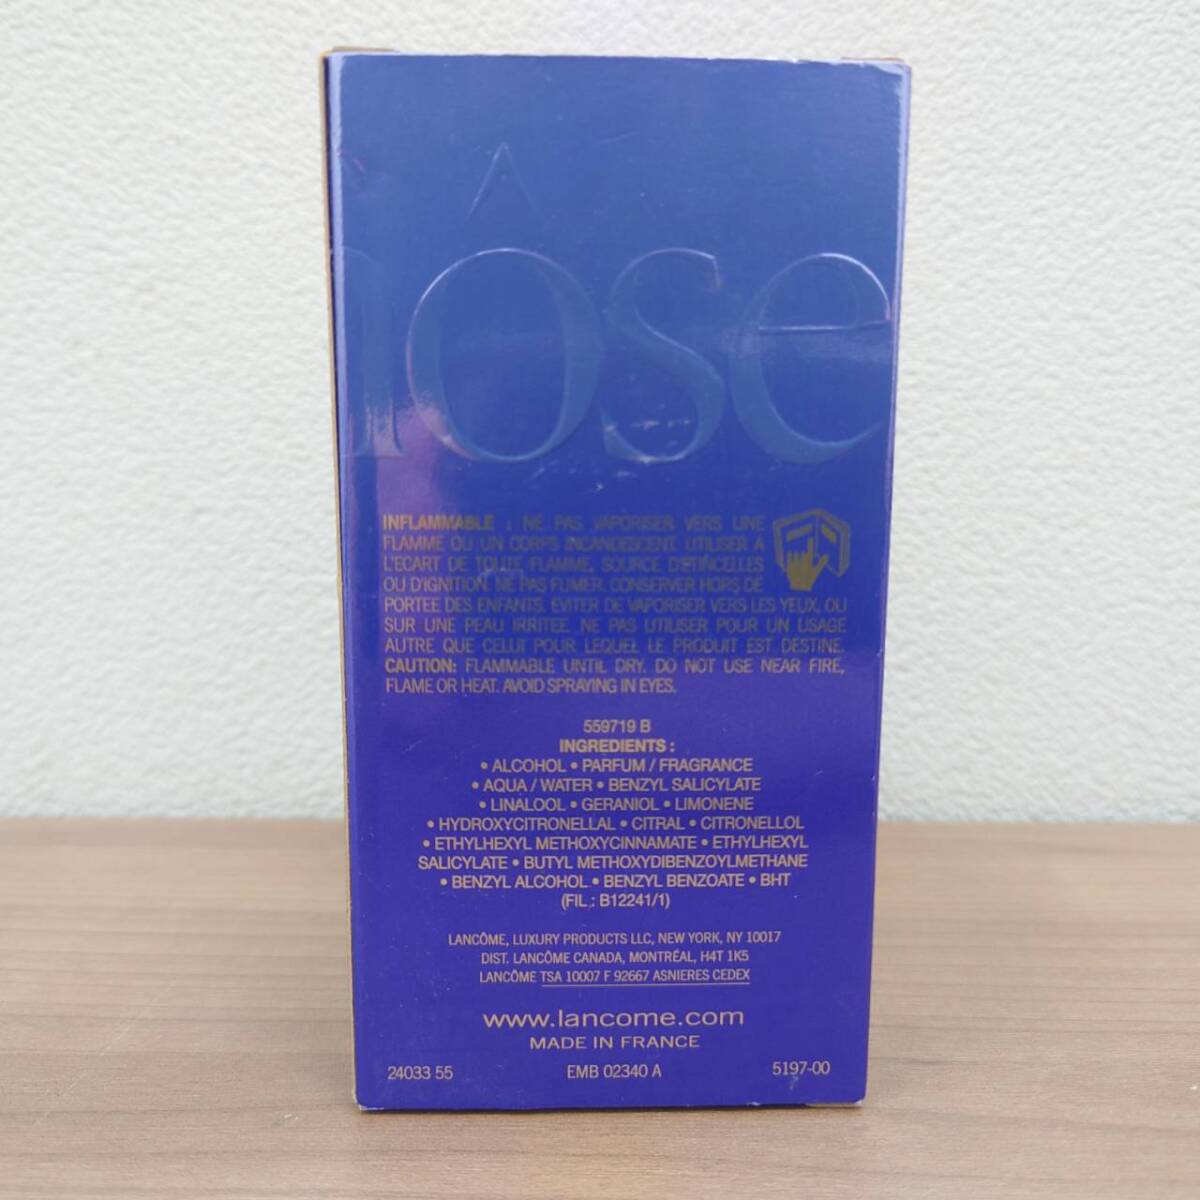 ôse
INFLAMMABLE : NE PAS VAPORISER VERS UNE
FLAMME OU UN CORPS INCANDESCENT. UTILISER A
L'ECART DE TOUTE FLAMME, SOURCE D'ETINCELLES
OU D'IGNITION. NE PAS FUMER. CONSERVER HORS DE
PORTEE DES ENFANTS. EVITER DE VAPORISER VERS LES YEUX, OU
SUR UNE PEAU IRRITEE. NE PAS UTILISER POUR UN USAGE
AUTRE QUE CELUI POUR LEQUEL LE PRODUIT EST DESTINE.
CAUTION: FLAMMABLE UNTIL DRY. DO NOT USE NEAR FIRE,
FLAME OR HEAT. AVOID SPRAYING IN EYES.
559719 B
INGREDIENTS :
• ALCOHOL • PARFUM / FRAGRANCE
• AQUA / WATER • BENZYL SALICYLATE
• LINALOOL • GERANIOL • LIMONENE
• HYDROXYCITRONELLAL • CITRAL • CITRONELLOL
• ETHYLHEXYL METHOXYCINNAMATE • ETHYLHEXYL
SALICYLATE • BUTYL METHOXYDIBENZOYLMETHANE
• BENZYL ALCOHOL • BENZYL BENZOATE • BHT
(FIL : B12241/1)
LANCÔME, LUXURY PRODUCTS LLC, NEW YORK, NY 10017
DIST. LANCÔME CANADA, MONTRÉAL, H4T 1K5
LANCÔME TSA 10007 F 92667 ASNIERES CEDEX
www.lancome.com
MADE IN FRANCE
24033 55 EMB 02340 A 5197-00